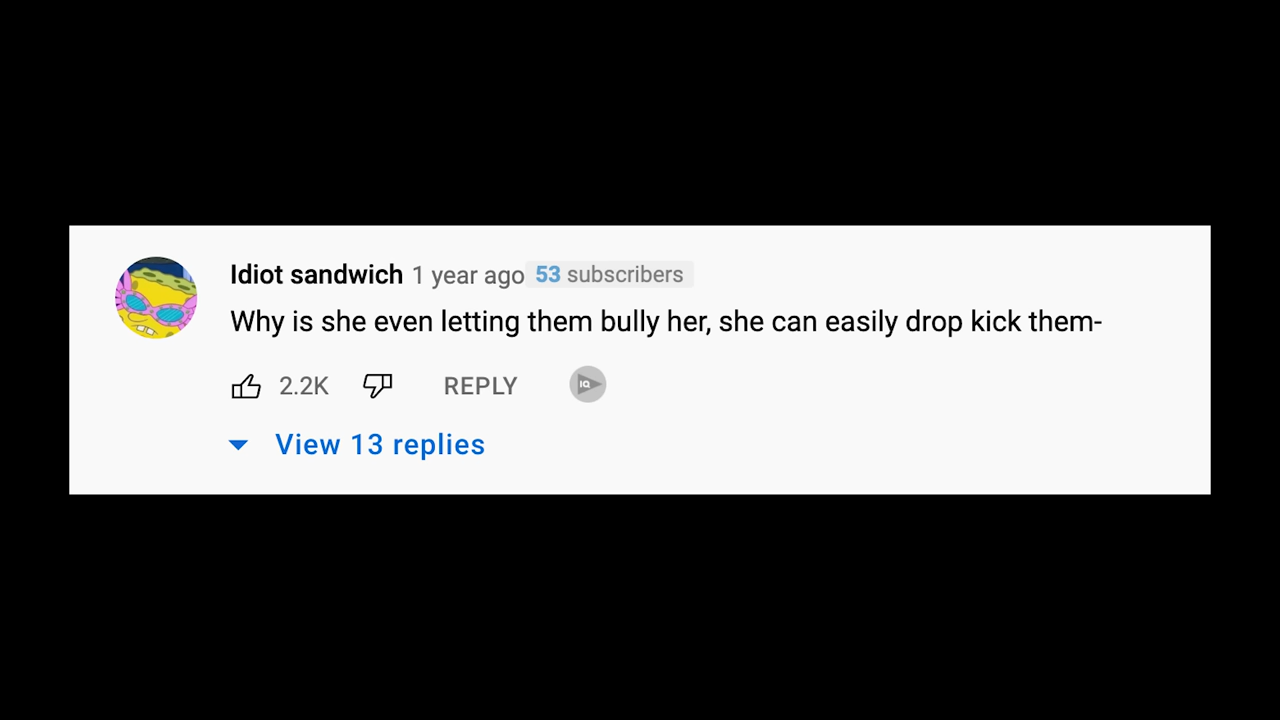 Idiot sandwich 1 year ago 53 subscribers
Why is she even letting them bully her, she can easily drop kick them-
2.2K REPLY IQ
View 13 replies